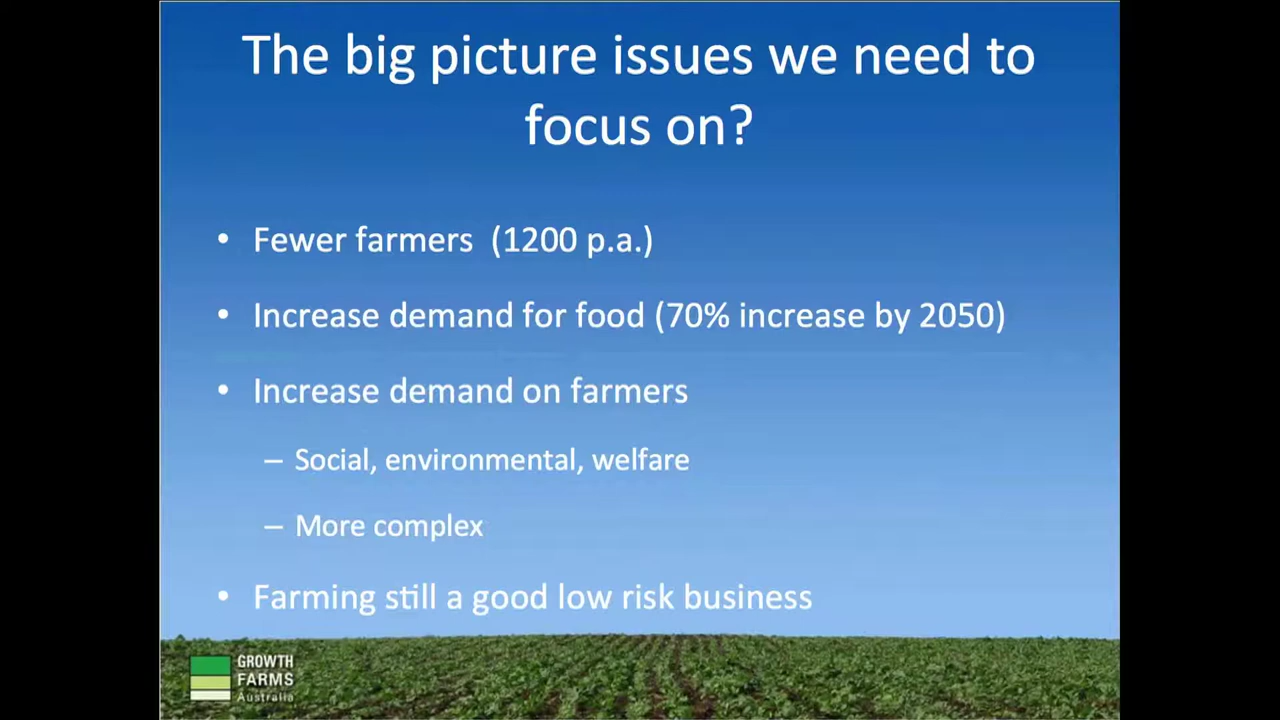 The big picture issues we need to
focus on?
• Fewer farmers (1200 p.a.)
• Increase demand for food (70% increase by 2050)
• Increase demand on farmers
– Social, environmental, welfare
– More complex
• Farming still a good low risk business
GROWTH
FARMS
Australia